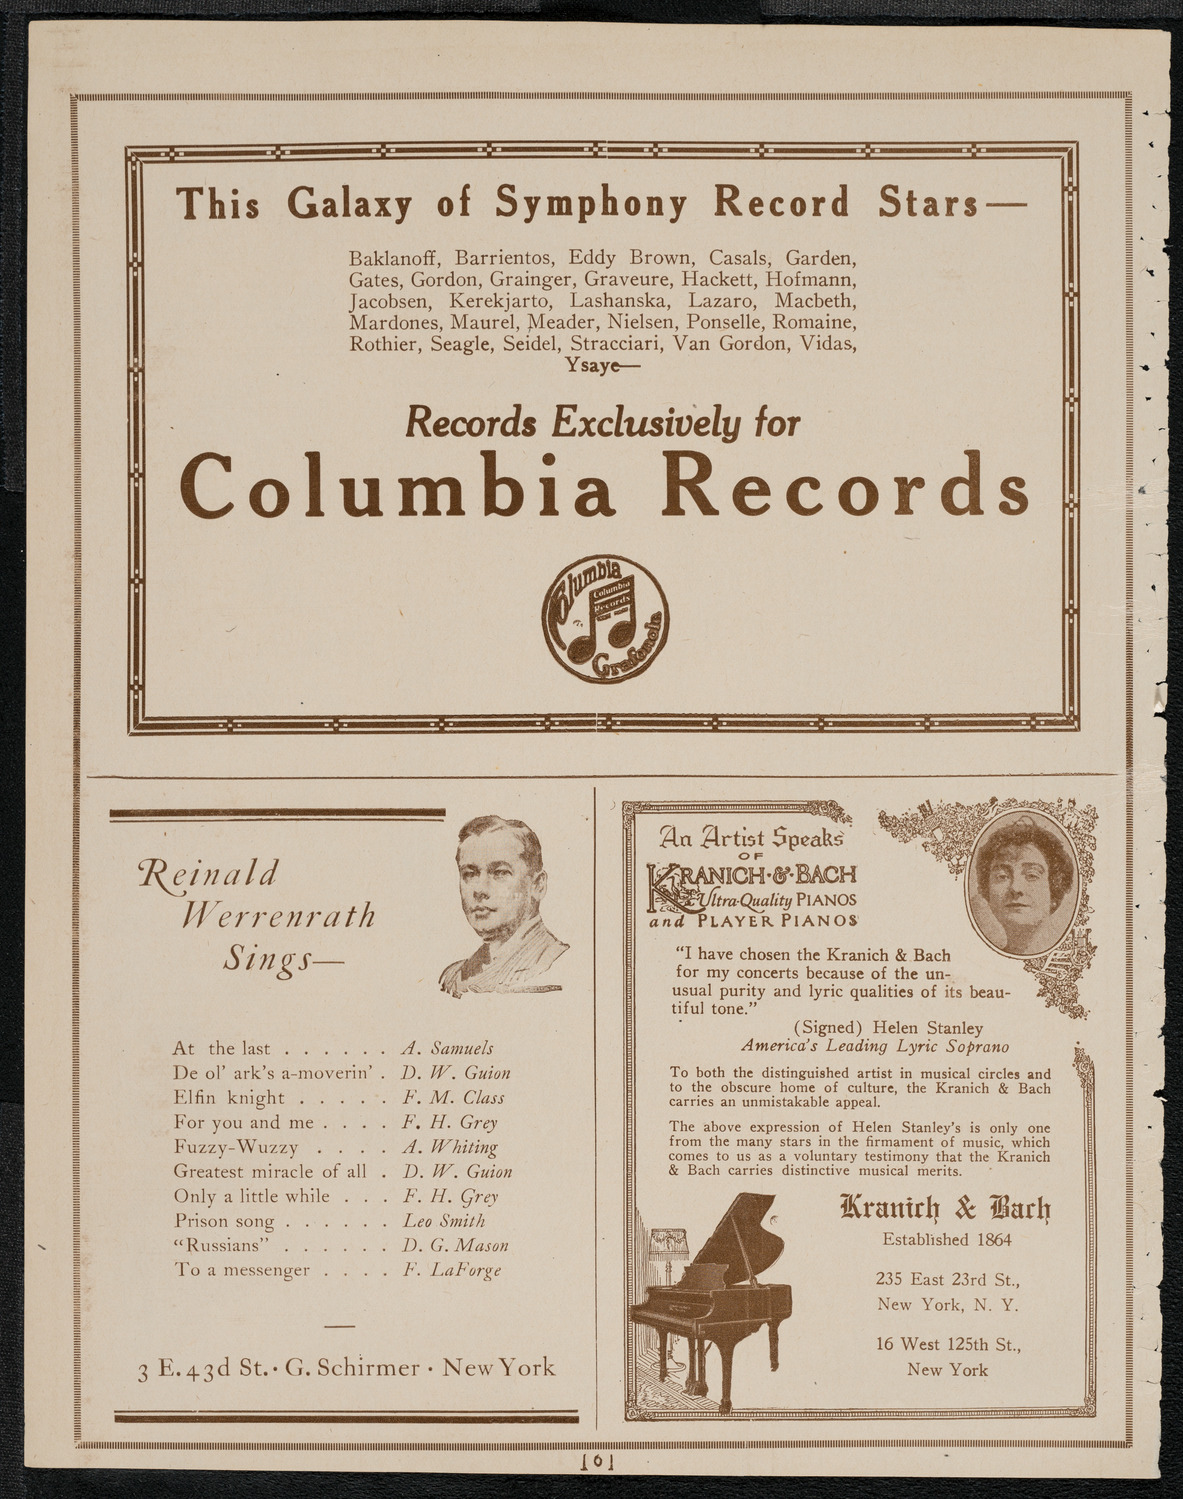 This Galaxy of Symphony Record Stars—
Baklanoff, Barrientos, Eddy Brown, Casals, Garden,
Gates, Gordon, Grainger, Graveure, Hackett, Hofmann,
Jacobsen, Kerekjarto, Lashanska, Lazaro, Macbeth,
Mardones, Maurel, Meader, Nielsen, Ponselle, Romaine,
Rothier, Seagle, Seidel, Stracciari, Van Gordon, Vidas,
Ysaye—
Records Exclusively for
Columbia Records
Columbia
Columbia
Records
Grafonola
Reinald
Werrenrath
Sings—
At the last . . . . . . A. Samuels
De ol' ark's a-moverin' . D. W. Guion
Elfin knight . . . . . F. M. Class
For you and me . . . . F. H. Grey
Fuzzy-Wuzzy . . . . A. Whiting
Greatest miracle of all . D. W. Guion
Only a little while . . . F. H. Grey
Prison song . . . . . . Leo Smith
“Russians” . . . . . . D. G. Mason
To a messenger . . . . F. LaForge
3 E. 43d St. · G. Schirmer · New York
An Artist Speaks
OF
KRANICH·&·BACH
Ultra-Quality PIANOS
and PLAYER PIANOS
“I have chosen the Kranich & Bach
for my concerts because of the un-
usual purity and lyric qualities of its beau-
tiful tone.”
(Signed) Helen Stanley
America's Leading Lyric Soprano
To both the distinguished artist in musical circles and
to the obscure home of culture, the Kranich & Bach
carries an unmistakable appeal.
The above expression of Helen Stanley's is only one
from the many stars in the firmament of music, which
comes to us as a voluntary testimony that the Kranich
& Bach carries distinctive musical merits.
Kranich & Bach
Established 1864
235 East 23rd St.,
New York, N. Y.
16 West 125th St.,
New York
[6]